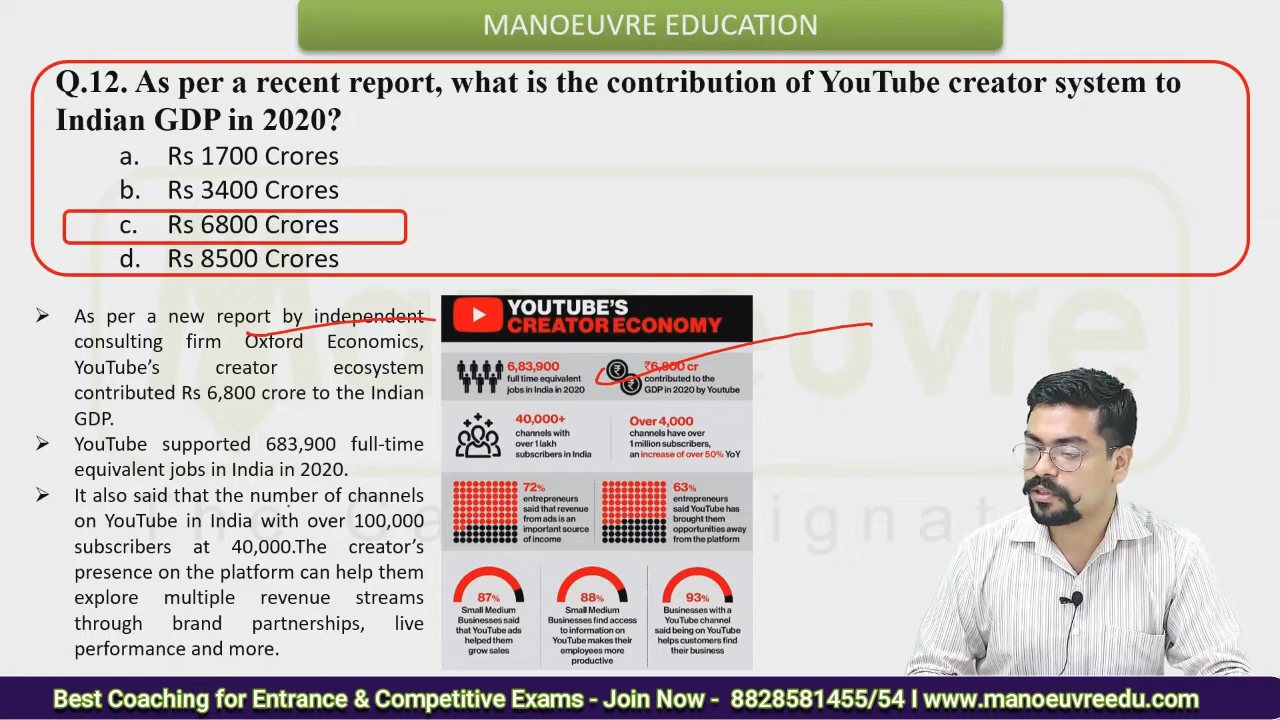 MANOEUVRE EDUCATION
Q.12. As per a recent report, what is the contribution of YouTube creator system to
Indian GDP in 2020?
a. Rs 1700 Crores
b. Rs 3400 Crores
c. Rs 6800 Crores
d. Rs 8500 Crores
➢ As per a new report by independent
consulting firm Oxford Economics,
YouTube's creator ecosystem
contributed Rs 6,800 crore to the Indian
GDP.
➢ YouTube supported 683,900 full-time
equivalent jobs in India in 2020.
➢ It also said that the number of channels
on YouTube in India with over 100,000
subscribers at 40,000.The creator's
presence on the platform can help them
explore multiple revenue streams
through brand partnerships, live
performance and more.
YOUTUBE'S
CREATOR ECONOMY
6,83,900
full time equivalent
jobs in India in 2020
₹6,800 cr
contributed to the
GDP in 2020 by Youtube
40,000+
channels with
over 1 lakh
subscribers in India
Over 4,000
channels have over
1 million subscribers,
an increase of over 50% YoY
72%
entrepreneurs
said that revenue
from ads is an
important source
of income
63%
entrepreneurs
said YouTube has
brought them
opportunities away
from the platform
87%
Small Medium
Businesses said
that YouTube ads
helped them
grow sales
88%
Small Medium
Businesses find access
to information on
YouTube makes their
employees more
productive
93%
Businesses with a
YouTube channel
said being on YouTube
helps customers find
their business
Best Coaching for Entrance & Competitive Exams - Join Now - 8828581455/54 I www.manoeuvreedu.com